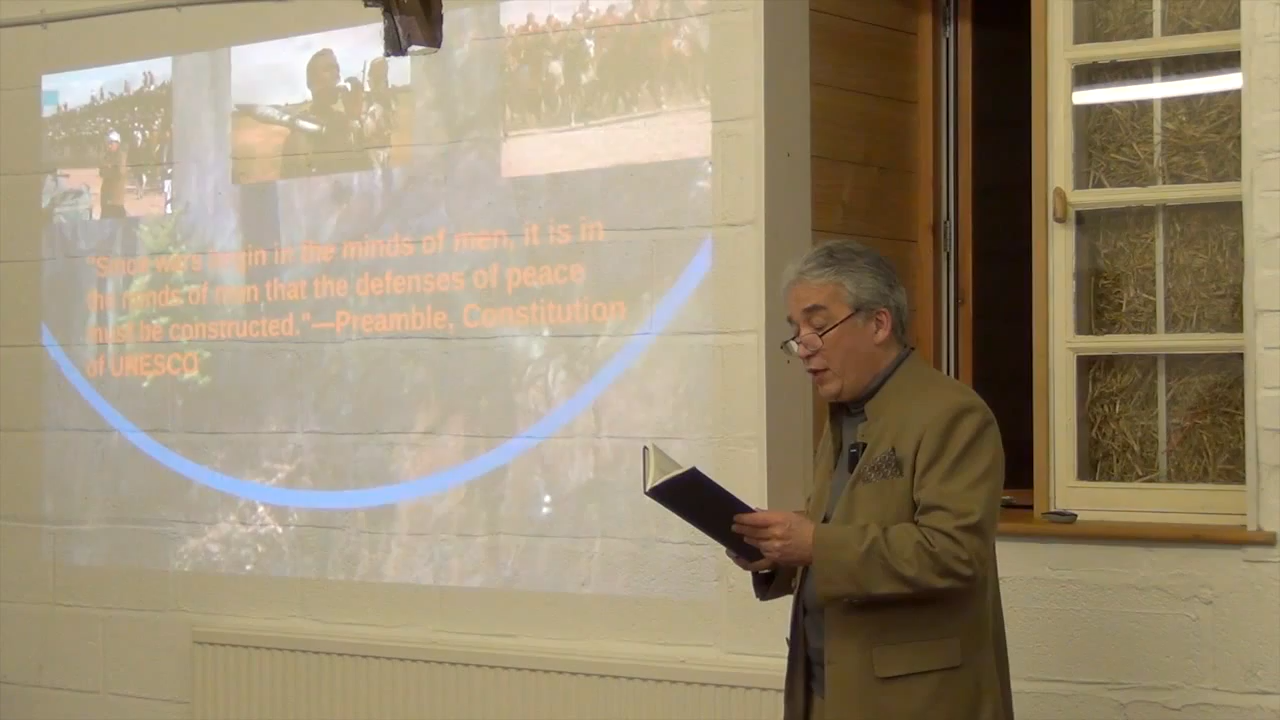 "Since wars begin in the minds of men, it is in
the minds of men that the defenses of peace
must be constructed."—Preamble, Constitution
of UNESCO